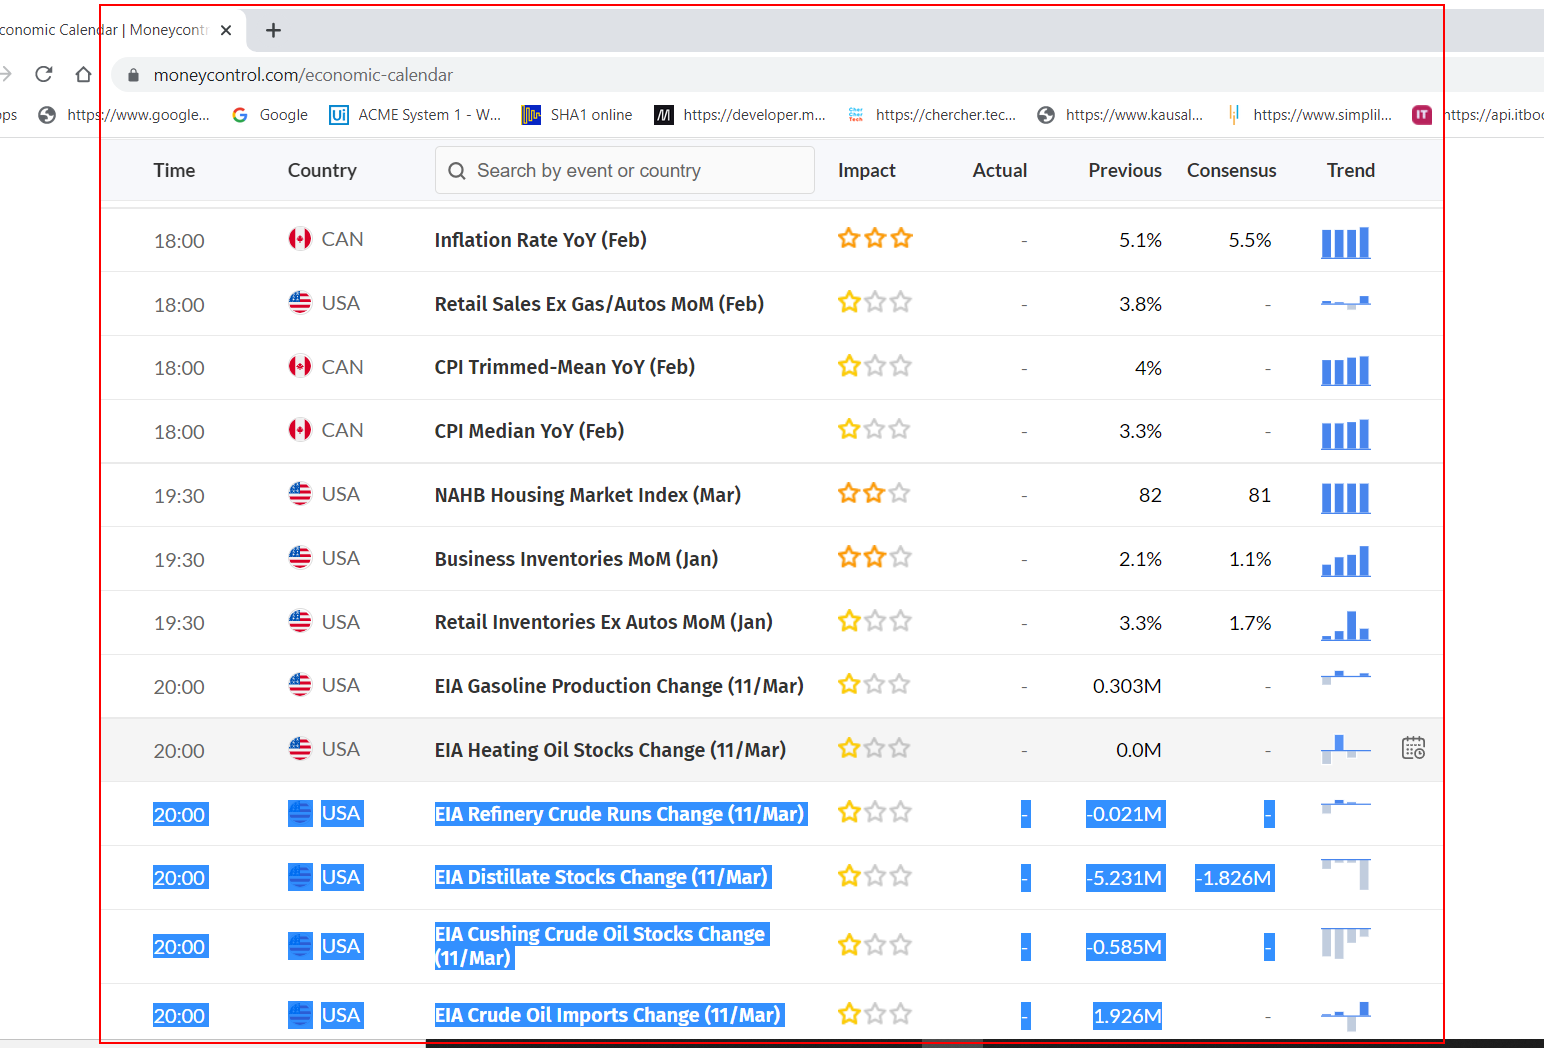 conomic Calendar | Moneycontr
moneycontrol.com/economic-calendar
ps https://www.google... Google Ui ACME System 1 - W... SHA1 online M https://developer.m... Cher Cher Tech https://chercher.tec... https://www.kausal... https://www.simplil... IT https://api.itboo
Time Country Search by event or country Impact Actual Previous Consensus Trend
18:00 CAN Inflation Rate YoY (Feb) - 5.1% 5.5%
18:00 USA Retail Sales Ex Gas/Autos MoM (Feb) - 3.8% -
18:00 CAN CPI Trimmed-Mean YoY (Feb) - 4% -
18:00 CAN CPI Median YoY (Feb) - 3.3% -
19:30 USA NAHB Housing Market Index (Mar) - 82 81
19:30 USA Business Inventories MoM (Jan) - 2.1% 1.1%
19:30 USA Retail Inventories Ex Autos MoM (Jan) - 3.3% 1.7%
20:00 USA EIA Gasoline Production Change (11/Mar) - 0.303M -
20:00 USA EIA Heating Oil Stocks Change (11/Mar) - 0.0M -
20:00 USA EIA Refinery Crude Runs Change (11/Mar) - -0.021M -
20:00 USA EIA Distillate Stocks Change (11/Mar) - -5.231M -1.826M
20:00 USA EIA Cushing Crude Oil Stocks Change - -0.585M -
(11/Mar)
20:00 USA EIA Crude Oil Imports Change (11/Mar) - 1.926M -